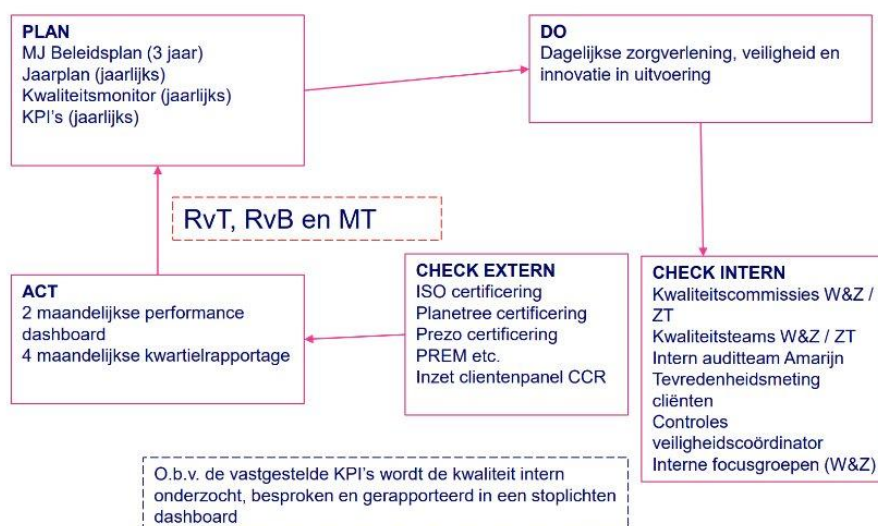 PLAN
MJ Beleidsplan (3 jaar)
Jaarplan (jaarlijks)
Kwaliteitsmonitor (jaarlijks)
KPI's (jaarlijks)
DO
Dagelijkse zorgverlening, veiligheid en
innovatie in uitvoering
RvT, RvB en MT
ACT
2 maandelijkse performance
dashboard
4 maandelijkse kwartielrapportage
CHECK EXTERN
ISO certificering
Planetree certificering
Prezo certificering
PREM etc.
Inzet clientenpanel CCR
CHECK INTERN
Kwaliteitscommissies W&Z /
ZT
Kwaliteitsteams W&Z / ZT
Intern auditteam Amarijn
Tevredenheidsmeting
cliënten
Controles
veiligheidscoördinator
Interne focusgroepen (W&Z)
O.b.v. de vastgestelde KPI's wordt de kwaliteit intern
onderzocht, besproken en gerapporteerd in een stoplichten
dashboard